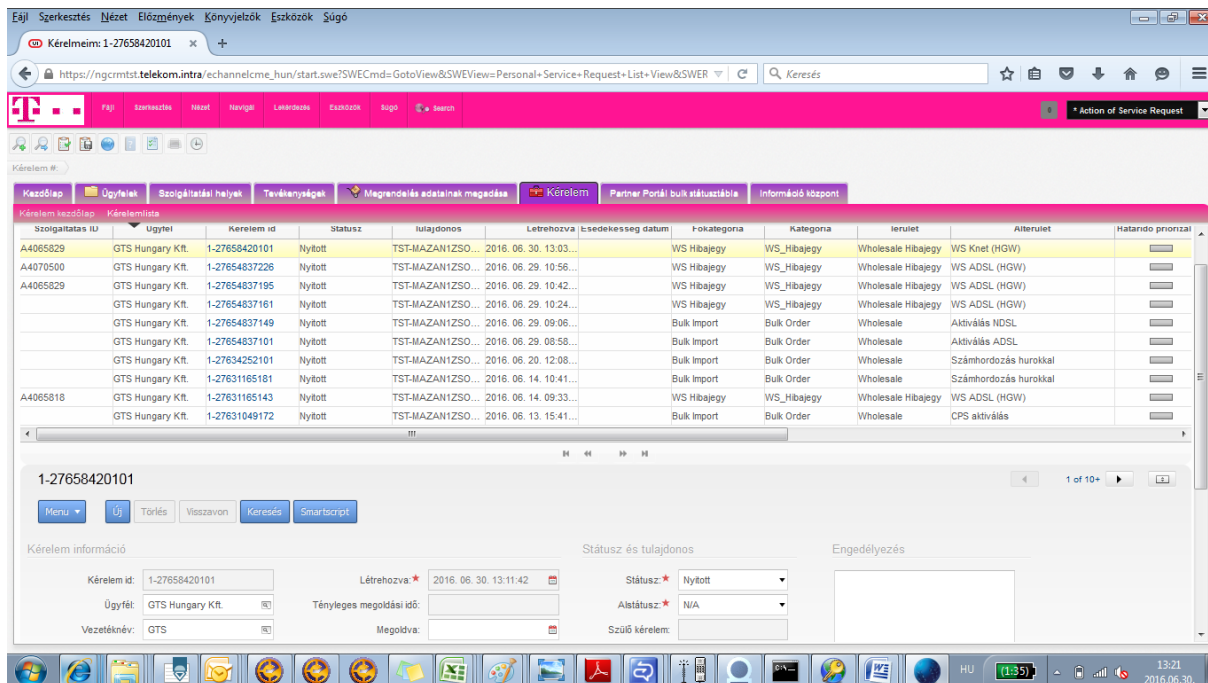 Fájl Szerkesztés Nézet Előzmények Könyvjelzők Eszközök Súgó
Kérelmeim: 1-27658420101
https://ngcrmtst.telekom.intra/echannelcme_hun/start.swe?SWECmd=GotoView&SWEView=Personal+Service+Request+List+View&SWER Keresés
Fájl Szerkesztés Nézet Navigál Lekérdezés Eszközök Súgó Search * Action of Service Request
Kérelem #:
Kezdőlap Ügyfelek Szolgáltatási helyek Tevékenységek Megrendelés adatainak megadása Kérelem Partner Portál bulk státusztábla Információ központ
Kérelem kezdőlap Kérelemlista
Szolgáltatás ID Ügyfél Kérelem id Státusz Tulajdonos Létrehozva Esedékesség dátum Főkategória Kategória Terület Alterület Határidő priorizál
A4065829 GTS Hungary Kft. 1-27658420101 Nyitott TST-MAZAN1ZSO... 2016. 06. 30. 13:03... WS Hibajegy WS_Hibajegy Wholesale Hibajegy WS Knet (HGW)
A4070500 GTS Hungary Kft. 1-27654837226 Nyitott TST-MAZAN1ZSO... 2016. 06. 29. 10:56... WS Hibajegy WS_Hibajegy Wholesale Hibajegy WS ADSL (HGW)
A4065829 GTS Hungary Kft. 1-27654837195 Nyitott TST-MAZAN1ZSO... 2016. 06. 29. 10:42... WS Hibajegy WS_Hibajegy Wholesale Hibajegy WS ADSL (HGW)
GTS Hungary Kft. 1-27654837161 Nyitott TST-MAZAN1ZSO... 2016. 06. 29. 10:24... WS Hibajegy WS_Hibajegy Wholesale Hibajegy WS ADSL (HGW)
GTS Hungary Kft. 1-27654837149 Nyitott TST-MAZAN1ZSO... 2016. 06. 29. 09:06... Bulk Import Bulk Order Wholesale Aktiválás NDSL
GTS Hungary Kft. 1-27654837101 Nyitott TST-MAZAN1ZSO... 2016. 06. 29. 08:58... Bulk Import Bulk Order Wholesale Aktiválás ADSL
GTS Hungary Kft. 1-27634252101 Nyitott TST-MAZAN1ZSO... 2016. 06. 20. 12:08... Bulk Import Bulk Order Wholesale Számhordozás hurokkal
GTS Hungary Kft. 1-27631165181 Nyitott TST-MAZAN1ZSO... 2016. 06. 14. 10:41... Bulk Import Bulk Order Wholesale Számhordozás hurokkal
A4065818 GTS Hungary Kft. 1-27631165143 Nyitott TST-MAZAN1ZSO... 2016. 06. 14. 09:33... WS Hibajegy WS_Hibajegy Wholesale Hibajegy WS ADSL (HGW)
GTS Hungary Kft. 1-27631049172 Nyitott TST-MAZAN1ZSO... 2016. 06. 13. 15:41... Bulk Import Bulk Order Wholesale CPS aktiválás
1-27658420101 1 of 10+
Menu Új Törlés Visszavon Keresés Smartscript
Kérelem információ Státusz és tulajdonos Engedélyezés
Kérelem id: 1-27658420101 Létrehozva:* 2016. 06. 30. 13:11:42 Státusz:* Nyitott
Ügyfél: GTS Hungary Kft. Tényleges megoldási idő: Alstátusz:* N/A
Vezetéknév: GTS Megoldva: Szülő kérelem:
HU (1:35) 13:21
2016.06.30.